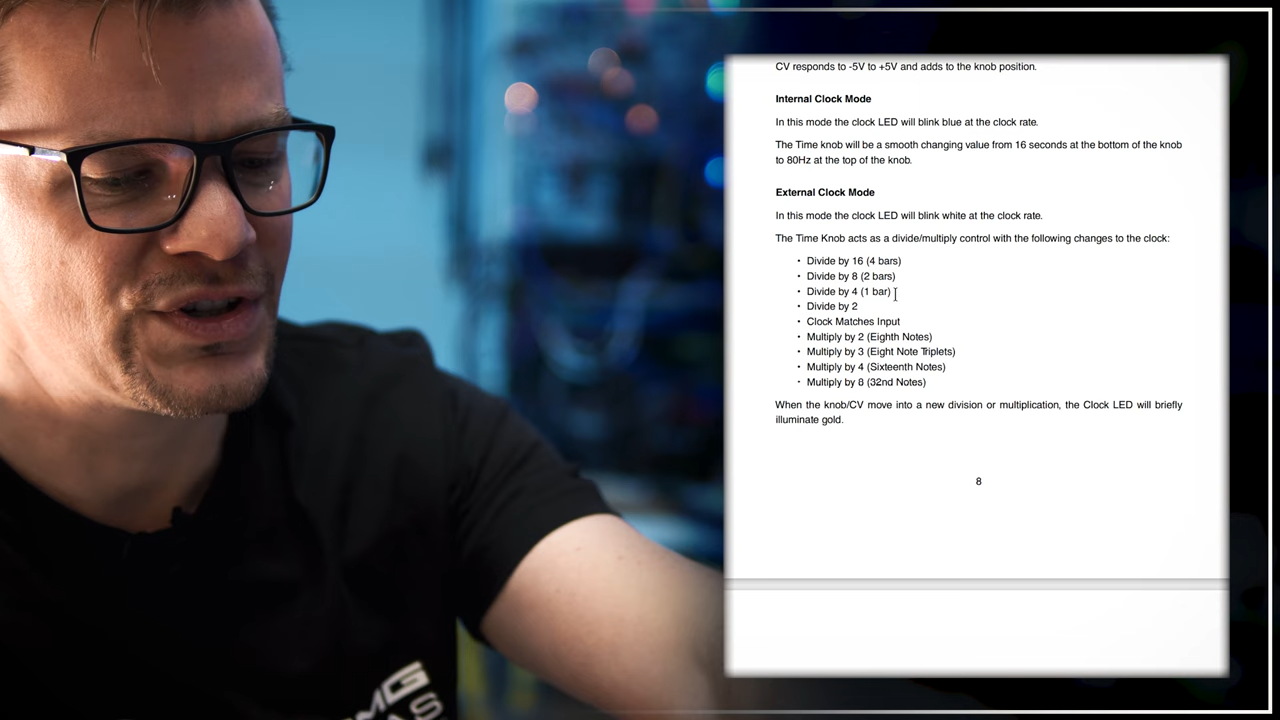 CV responds to -5V to +5V and adds to the knob position.
Internal Clock Mode
In this mode the clock LED will blink blue at the clock rate.
The Time knob will be a smooth changing value from 16 seconds at the bottom of the knob
to 80Hz at the top of the knob.
External Clock Mode
In this mode the clock LED will blink white at the clock rate.
The Time Knob acts as a divide/multiply control with the following changes to the clock:
• Divide by 16 (4 bars)
• Divide by 8 (2 bars)
• Divide by 4 (1 bar)
• Divide by 2
• Clock Matches Input
• Multiply by 2 (Eighth Notes)
• Multiply by 3 (Eight Note Triplets)
• Multiply by 4 (Sixteenth Notes)
• Multiply by 8 (32nd Notes)
When the knob/CV move into a new division or multiplication, the Clock LED will briefly
illuminate gold.
8